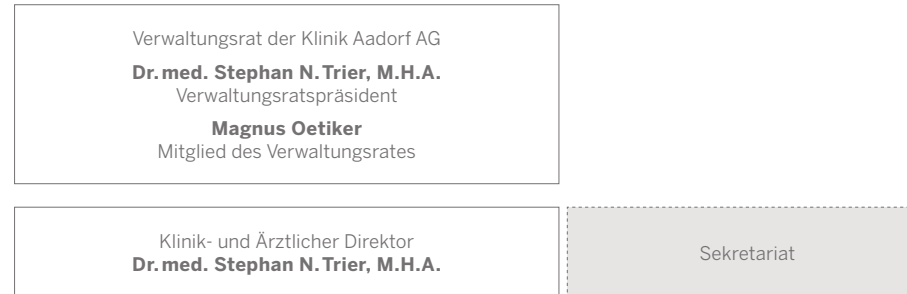 Verwaltungsrat der Klinik Aadorf AG
Dr. med. Stephan N. Trier, M.H.A.
Verwaltungsratspräsident
Magnus Oetiker
Mitglied des Verwaltungsrates
Klinik- und Ärztlicher Direktor
Dr. med. Stephan N. Trier, M.H.A.
Sekretariat